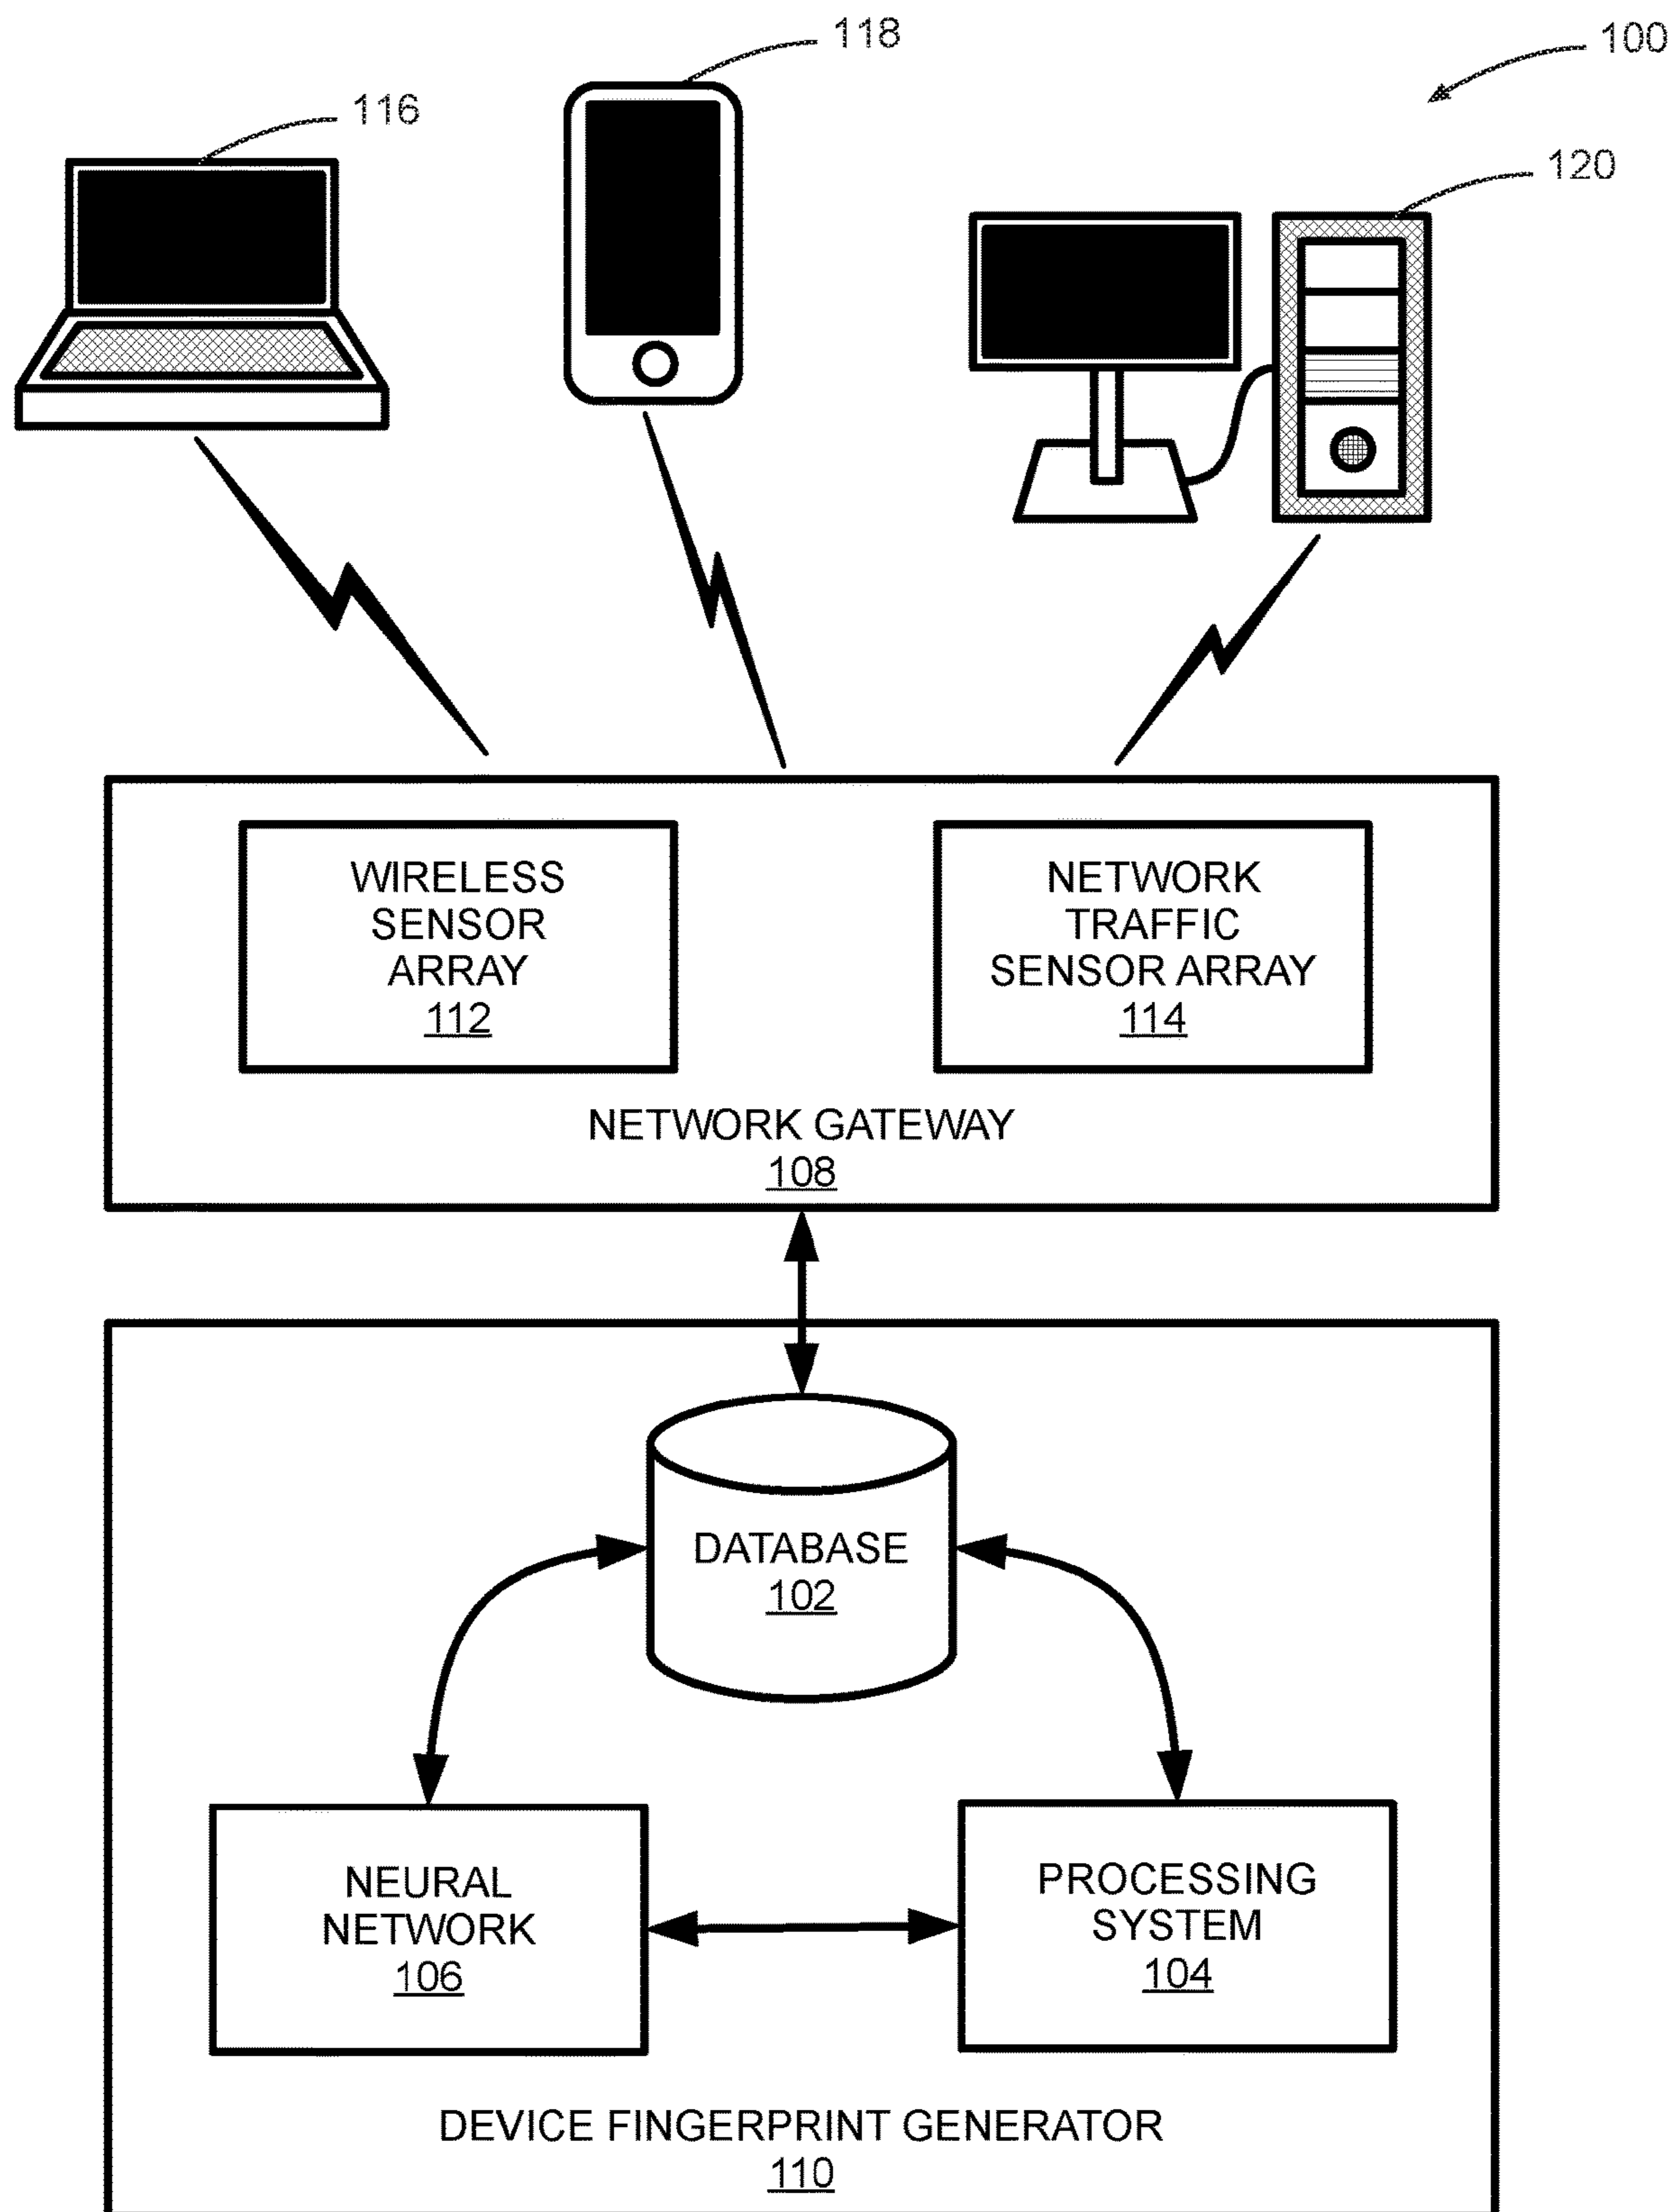 118
100
116
120
WIRELESS
SENSOR
ARRAY
112
NETWORK
TRAFFIC
SENSOR ARRAY
114
NETWORK GATEWAY
108
DATABASE
102
NEURAL
NETWORK
106
PROCESSING
SYSTEM
104
DEVICE FINGERPRINT GENERATOR
110